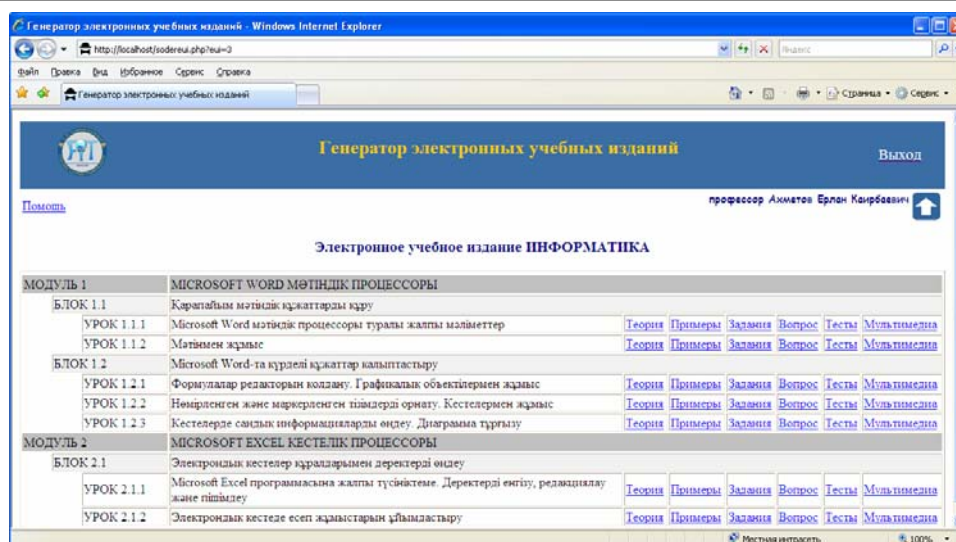 Генератор электронных учебных изданий - Windows Internet Explorer
http://localhost/sodereui.php?eui=3 Яндекс
Файл Правка Вид Избранное Сервис Справка
Генератор электронных учебных изданий Страница Сервис
Генератор электронных учебных изданий
Выход
Помощь
профессор Ахметов Ерлан Каирбаевич
Электронное учебное издание ИНФОРМАТИКА
МОДУЛЬ 1 MICROSOFT WORD МӘТІНДІК ПРОЦЕССОРЫ
БЛОК 1.1 Қарапайым мәтіндік құжаттарды құру
УРОК 1.1.1 Microsoft Word мәтіндік процессоры туралы жалпы мәліметтер Теория Примеры Задания Вопрос Тесты Мультимедиа
УРОК 1.1.2 Мәтінмен жұмыс Теория Примеры Задания Вопрос Тесты Мультимедиа
БЛОК 1.2 Microsoft Word-та күрделі құжаттар қалыптастыру
УРОК 1.2.1 Формулалар редакторын қолдану. Графикалық объектілермен жұмыс Теория Примеры Задания Вопрос Тесты Мультимедиа
УРОК 1.2.2 Нөмірленген және маркерленген тізімдерді орнату. Кестелермен жұмыс Теория Примеры Задания Вопрос Тесты Мультимедиа
УРОК 1.2.3 Кестелерде сандық информацияларды өңдеу. Диаграмма тұрғызу Теория Примеры Задания Вопрос Тесты Мультимедиа
МОДУЛЬ 2 MICROSOFT EXCEL КЕСТЕЛІК ПРОЦЕССОРЫ
БЛОК 2.1 Электрондық кестелер құралдарымен деректерді өңдеу
УРОК 2.1.1 Microsoft Excel программасына жалпы түсініктеме. Деректерді енгізу, редакциялау
және пішімдеу Теория Примеры Задания Вопрос Тесты Мультимедиа
УРОК 2.1.2 Электрондық кестеде есеп жұмыстарын ұйымдастыру Теория Примеры Задания Вопрос Тесты Мультимедиа
Местная интрасеть 100%